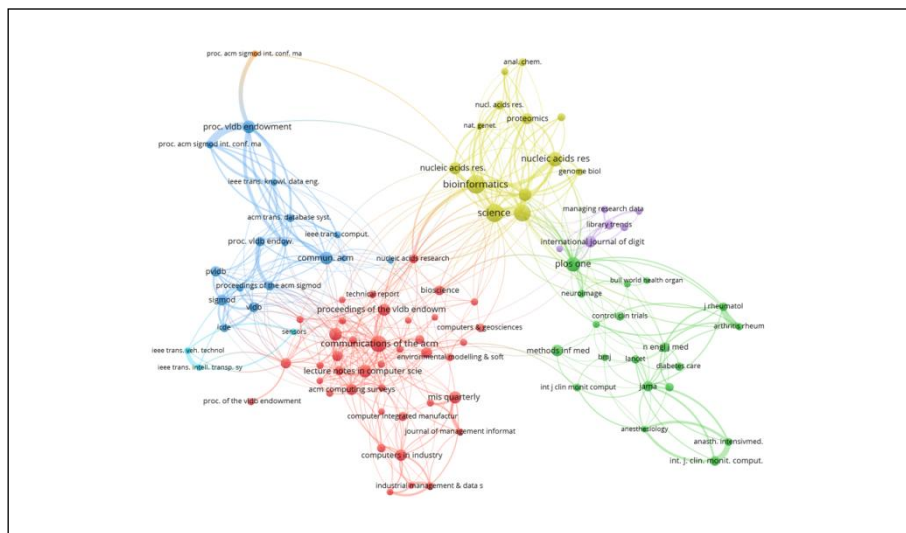 proc. acm sigmod int. conf. ma
anal. chem.
nucl. acids res.
proteomics
nat. genet.
proc. vldb endowment
proc. acm sigmod int. conf. ma
nucleic acids res.
nucleic acids res
genome biol
ieee trans. knowl. data eng.
bioinformatics
managing research data
science
acm trans. database syst.
library trends
ieee trans. comput.
proc. vldb endow.
international journal of digit
commun. acm
nucleic acids research
plos one
pvldb
bull world health organ
proceedings of the acm sigmod
bioscience
neuroimage
technical report
sigmod
vldb
proceedings of the vldb endowm
j rheumatol
control clin trials
arthritis rheum
icde
sensors
computers & geosciences
communications of the acm
n engl j med
ieee trans. veh. technol
methods inf med
environmental modelling & soft
bmj
lancet
ieee trans. intell. transp. sy
lecture notes in computer scie
diabetes care
acm computing surveys
int j clin monit comput
jama
proc. of the vldb endowment
mis quarterly
computer integrated manufactur
journal of management informat
anesthesiology
anasth. intensivmed.
computers in industry
int. j. clin. monit. comput.
industrial management & data s